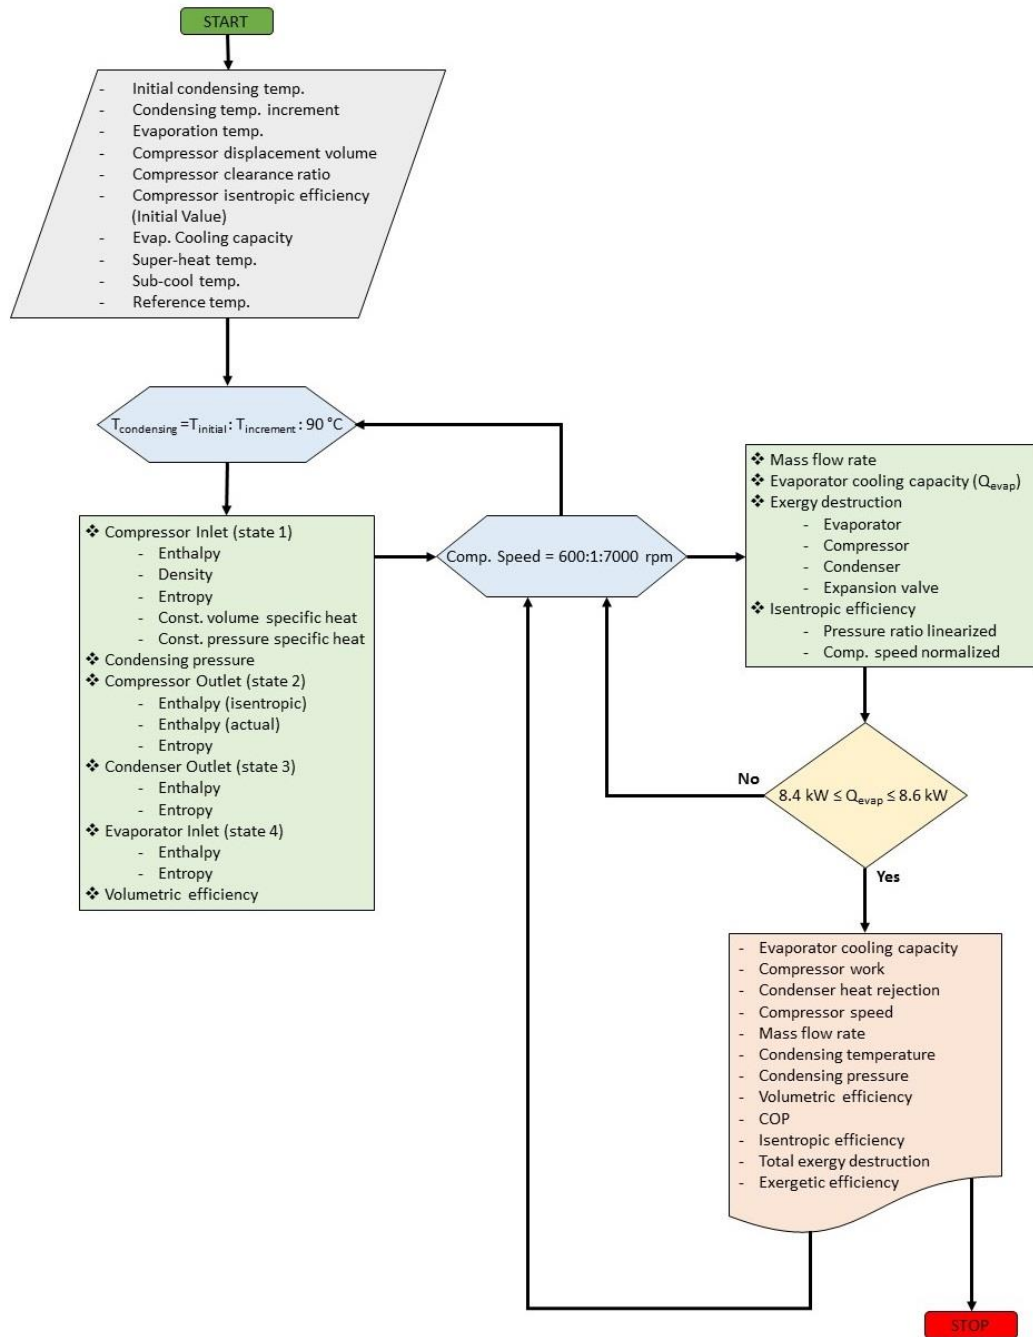 START
- Initial condensing temp.
- Condensing temp. increment
- Evaporation temp.
- Compressor displacement volume
- Compressor clearance ratio
- Compressor isentropic efficiency
(Initial Value)
- Evap. Cooling capacity
- Super-heat temp.
- Sub-cool temp.
- Reference temp.
T_condensing =T_initial : T_increment : 90 °C
❖ Compressor Inlet (state 1)
- Enthalpy
- Density
- Entropy
- Const. volume specific heat
- Const. pressure specific heat
❖ Condensing pressure
❖ Compressor Outlet (state 2)
- Enthalpy (isentropic)
- Enthalpy (actual)
- Entropy
❖ Condenser Outlet (state 3)
- Enthalpy
- Entropy
❖ Evaporator Inlet (state 4)
- Enthalpy
- Entropy
❖ Volumetric efficiency
Comp. Speed = 600:1:7000 rpm
❖ Mass flow rate
❖ Evaporator cooling capacity (Q_evap)
❖ Exergy destruction
- Evaporator
- Compressor
- Condenser
- Expansion valve
❖ Isentropic efficiency
- Pressure ratio linearized
- Comp. speed normalized
No
8.4 kW ≤ Q_evap ≤ 8.6 kW
Yes
- Evaporator cooling capacity
- Compressor work
- Condenser heat rejection
- Compressor speed
- Mass flow rate
- Condensing temperature
- Condensing pressure
- Volumetric efficiency
- COP
- Isentropic efficiency
- Total exergy destruction
- Exergetic efficiency
STOP